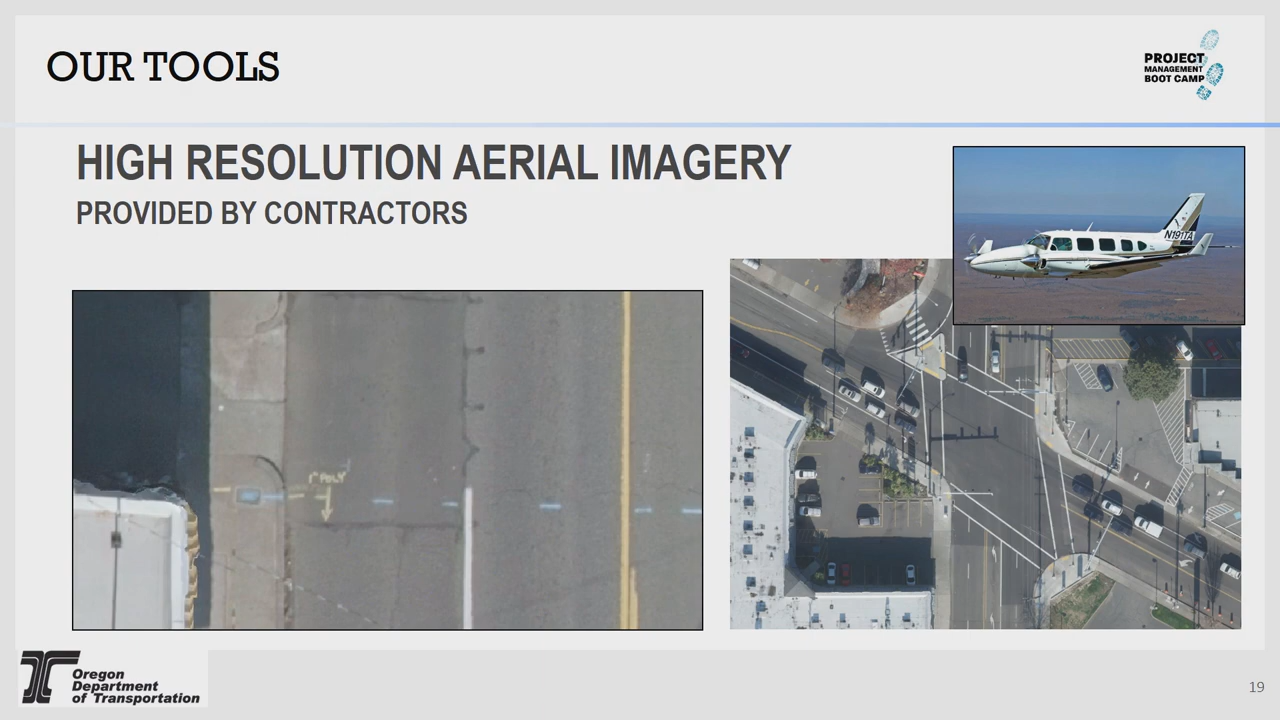 OUR TOOLS
PROJECT
MANAGEMENT
BOOT CAMP
HIGH RESOLUTION AERIAL IMAGERY
PROVIDED BY CONTRACTORS
N191TA
Oregon
Department
of Transportation
19